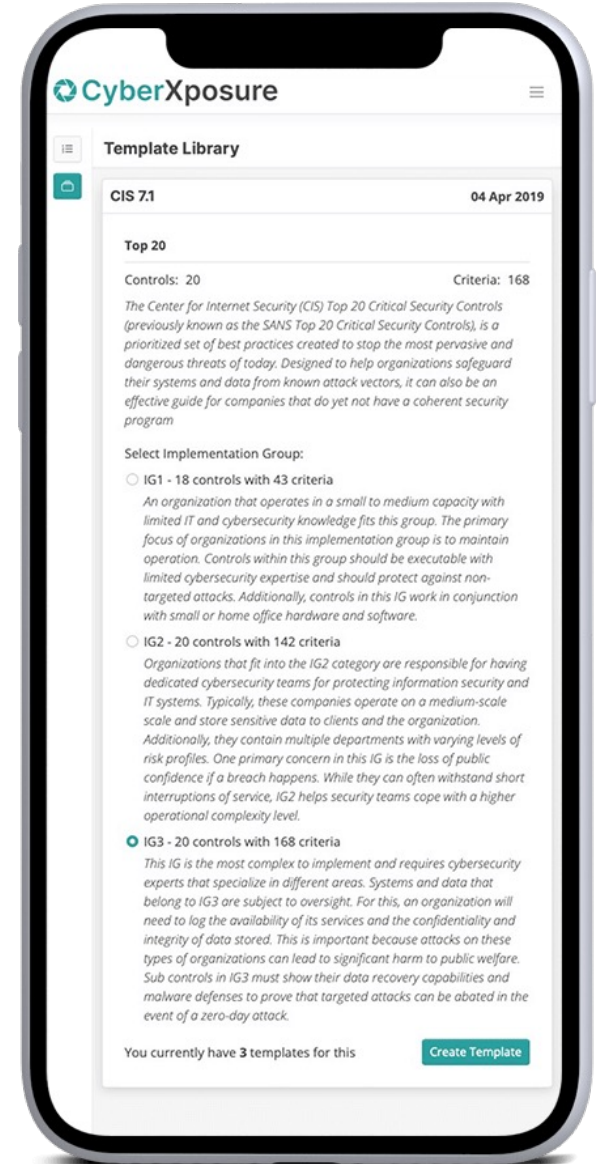 CyberXposure
Template Library
CIS 7.1 04 Apr 2019
Top 20
Controls: 20 Criteria: 168
The Center for Internet Security (CIS) Top 20 Critical Security Controls
(previously known as the SANS Top 20 Critical Security Controls), is a
prioritized set of best practices created to stop the most pervasive and
dangerous threats of today. Designed to help organizations safeguard
their systems and data from known attack vectors, it can also be an
effective guide for companies that do yet not have a coherent security
program
Select Implementation Group:
IG1 - 18 controls with 43 criteria
An organization that operates in a small to medium capacity with
limited IT and cybersecurity knowledge fits this group. The primary
focus of organizations in this implementation group is to maintain
operation. Controls within this group should be executable with
limited cybersecurity expertise and should protect against non-
targeted attacks. Additionally, controls in this IG work in conjunction
with small or home office hardware and software.
IG2 - 20 controls with 142 criteria
Organizations that fit into the IG2 category are responsible for having
dedicated cybersecurity teams for protecting information security and
IT systems. Typically, these companies operate on a medium-scale
scale and store sensitive data to clients and the organization.
Additionally, they contain multiple departments with varying levels of
risk profiles. One primary concern in this IG is the loss of public
confidence if a breach happens. While they can often withstand short
interruptions of service, IG2 helps security teams cope with a higher
operational complexity level.
IG3 - 20 controls with 168 criteria
This IG is the most complex to implement and requires cybersecurity
experts that specialize in different areas. Systems and data that
belong to IG3 are subject to oversight. For this, an organization will
need to log the availability of its services and the confidentiality and
integrity of data stored. This is important because attacks on these
types of organizations can lead to significant harm to public welfare.
Sub controls in IG3 must show their data recovery capabilities and
malware defenses to prove that targeted attacks can be abated in the
event of a zero-day attack.
You currently have 3 templates for this Create Template